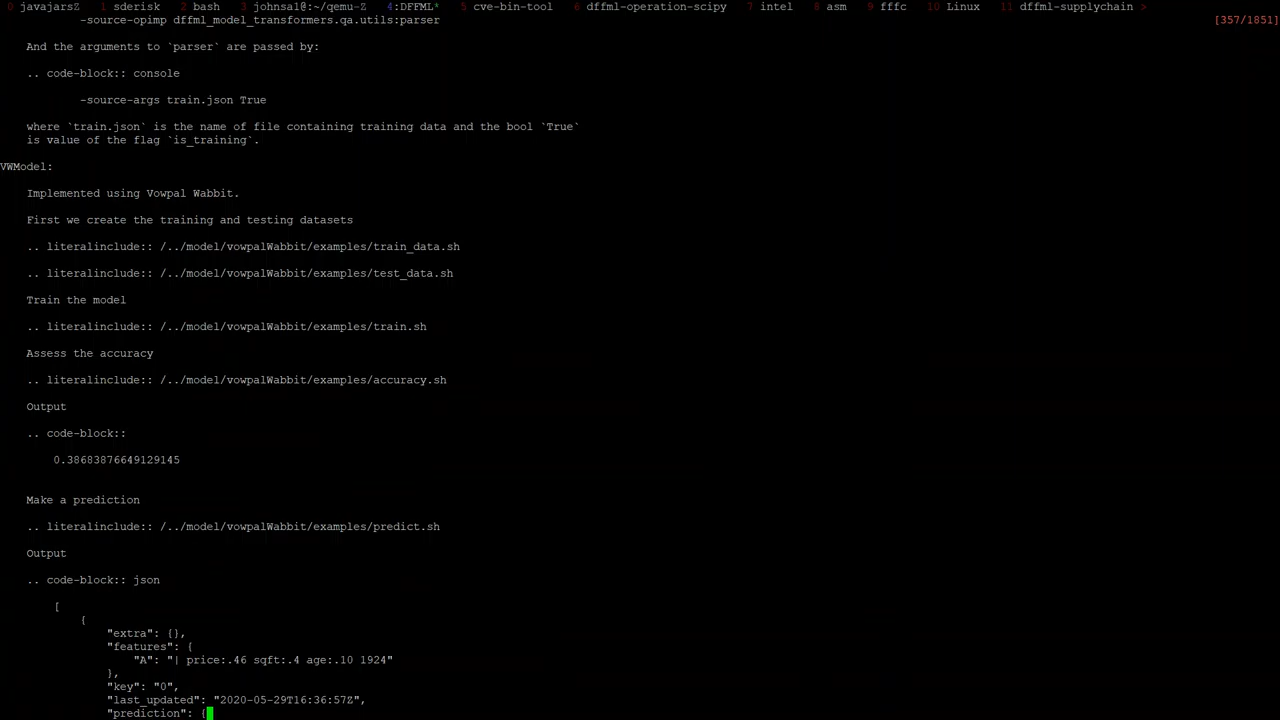 0 javajarsZ 1 sderisk 2 bash 3 johnsa1@:~/qemu-Z 4:DFFML* 5 cve-bin-tool 6 dffml-operation-scipy 7 intel 8 asm 9 fffc 10 Linux 11 dffml-supplychain >
-source-opimp dffml_model_transformers.qa.utils:parser [357/1851]
And the arguments to `parser` are passed by:
.. code-block:: console
-source-args train.json True
where `train.json` is the name of file containing training data and the bool `True`
is value of the flag `is_training`.
VWModel:
Implemented using Vowpal Wabbit.
First we create the training and testing datasets
.. literalinclude:: /../model/vowpalWabbit/examples/train_data.sh
.. literalinclude:: /../model/vowpalWabbit/examples/test_data.sh
Train the model
.. literalinclude:: /../model/vowpalWabbit/examples/train.sh
Assess the accuracy
.. literalinclude:: /../model/vowpalWabbit/examples/accuracy.sh
Output
.. code-block::
0.38683876649129145
Make a prediction
.. literalinclude:: /../model/vowpalWabbit/examples/predict.sh
Output
.. code-block:: json
[
{
"extra": {},
"features": {
"A": "| price:.46 sqft:.4 age:.10 1924"
},
"key": "0",
"last_updated": "2020-05-29T16:36:57Z",
"prediction": {